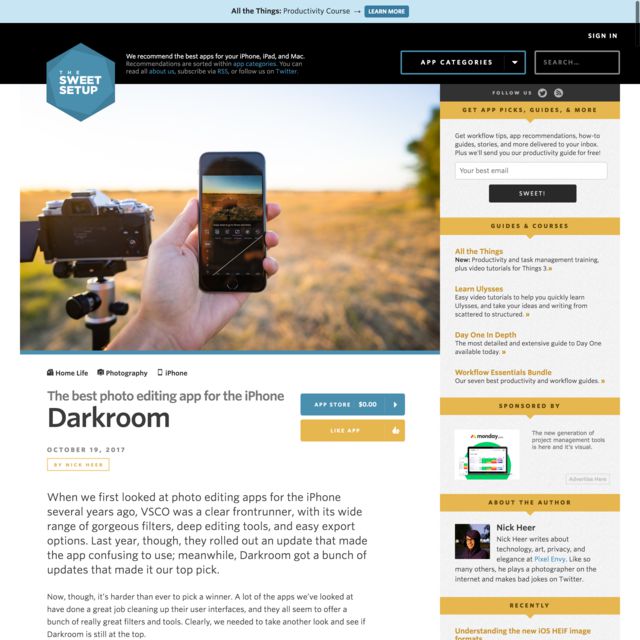 All the Things: Productivity Course → LEARN MORE
SIGN IN
THE
SWEET
SETUP
We recommend the best apps for your iPhone, iPad, and Mac.
Recommendations are sorted within app categories. You can
read all about us, subscribe via RSS, or follow us on Twitter.
APP CATEGORIES
SEARCH...
FOLLOW US
GET APP PICKS, GUIDES, & MORE
Get workflow tips, app recommendations, how-to
guides, stories, and more delivered to your inbox.
Plus we'll send you our productivity guide for free!
Your best email
SWEET!
GUIDES & COURSES
All the Things
New: Productivity and task management training,
plus video tutorials for Things 3.»
Learn Ulysses
Easy video tutorials to help you quickly learn
Ulysses, and take your ideas and writing from
scattered to structured. »
Day One In Depth
The most detailed and extensive guide to Day One
available today. »
Workflow Essentials Bundle
Our seven best productivity and workflow guides. »
SPONSORED BY
monday
The new generation of
project management tools
is here and it's visual.
Advertise Here
ABOUT THE AUTHOR
Nick Heer
Nick Heer writes about
technology, art, privacy, and
elegance at Pixel Envy. Like so
many others, he plays a photographer on the
internet and makes bad jokes on Twitter.
RECENTLY
Understanding the new iOS HEIF image
formats
Home Life Photography iPhone
The best photo editing app for the iPhone
Darkroom
APP STORE $0.00
LIKE APP
OCTOBER 19, 2017
BY NICK HEER
When we first looked at photo editing apps for the iPhone
several years ago, VSCO was a clear frontrunner, with its wide
range of gorgeous filters, deep editing tools, and easy export
options. Last year, though, they rolled out an update that made
the app confusing to use; meanwhile, Darkroom got a bunch of
updates that made it our top pick.
Now, though, it's harder than ever to pick a winner. A lot of the apps we've looked at
have done a great job cleaning up their user interfaces, and they all seem to offer a
bunch of really great filters and tools. Clearly, we needed to take another look and see if
Darkroom is still at the top.